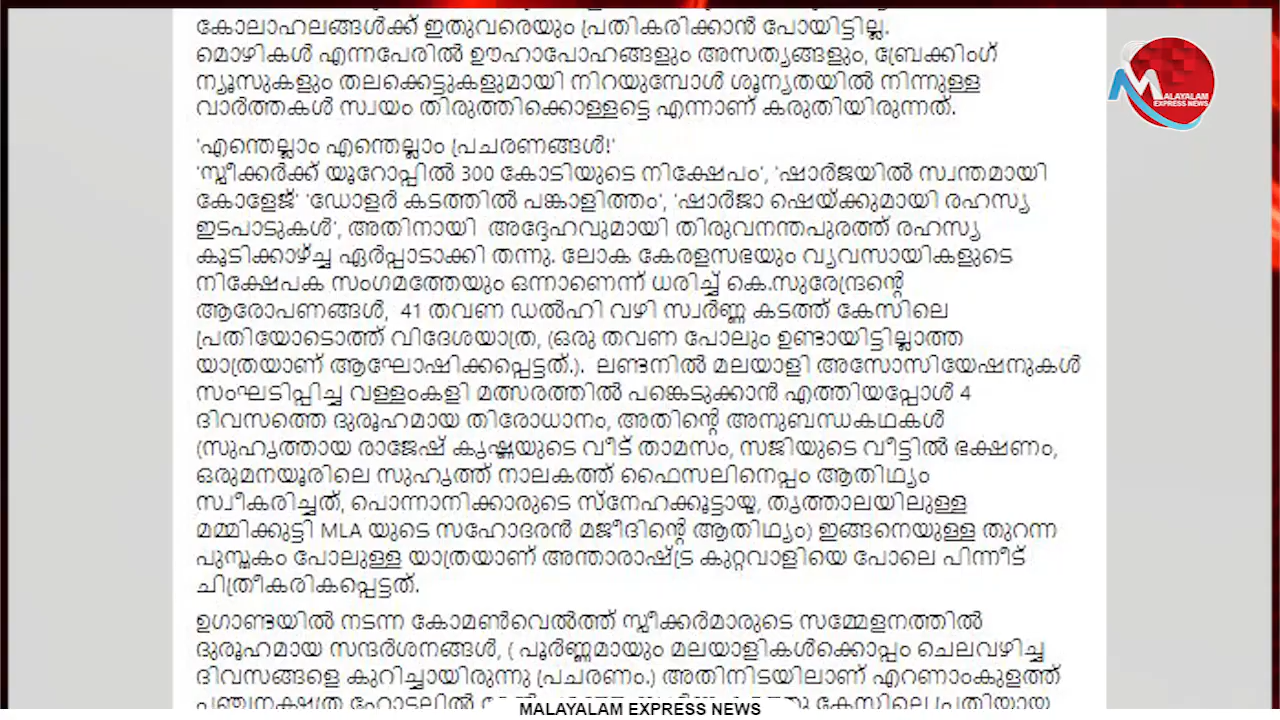 കോലാഹലങ്ങൾക്ക് ഇതുവരെയും പ്രതികരിക്കാൻ പോയിട്ടില്ല.
മൊഴികൾ എന്നപേരിൽ ഊഹാപോഹങ്ങളും അസത്യങ്ങളും, ബ്രേക്കിംഗ്
ന്യൂസുകളും തലക്കെട്ടുകളുമായി നിറയുമ്പോൾ ശൂന്യതയിൽ നിന്നുള്ള
വാർത്തകൾ സ്വയം തിരുത്തിക്കൊള്ളട്ടെ എന്നാണ് കരുതിയിരുന്നത്.
'എന്തെല്ലാം എന്തെല്ലാം പ്രചരണങ്ങൾ!'
'സ്പീക്കർക്ക് യൂറോപ്പിൽ 300 കോടിയുടെ നിക്ഷേപം', 'ഷാർജയിൽ സ്വന്തമായി
കോളേജ്' 'ഡോളർ കടത്തിൽ പങ്കാളിത്തം', 'ഷാർജാ ഷെയ്ക്കുമായി രഹസ്യ
ഇടപാടുകൾ', അതിനായി അദ്ദേഹവുമായി തിരുവനന്തപുരത്ത് രഹസ്യ
കൂടിക്കാഴ്ച്ച ഏർപ്പാടാക്കി തന്നു. ലോക കേരളസഭയും വ്യവസായികളുടെ
നിക്ഷേപക സംഗമത്തേയും ഒന്നാണെന്ന് ധരിച്ച് കെ.സുരേന്ദ്രന്റെ
ആരോപണങ്ങൾ, 41 തവണ ഡൽഹി വഴി സ്വർണ്ണ കടത്ത് കേസിലെ
പ്രതിയോടൊത്ത് വിദേശയാത്ര, (ഒരു തവണ പോലും ഉണ്ടായിട്ടില്ലാത്ത
യാത്രയാണ് ആഘോഷിക്കപ്പെട്ടത്.). ലണ്ടനിൽ മലയാളി അസോസിയേഷനുകൾ
സംഘടിപ്പിച്ച വള്ളംകളി മത്സരത്തിൽ പങ്കെടുക്കാൻ എത്തിയപ്പോൾ 4
ദിവസത്തെ ദുരൂഹമായ തിരോധാനം, അതിന്റെ അനുബന്ധകഥകൾ
(സുഹൃത്തായ രാജേഷ് കൃഷ്ണയുടെ വീട് താമസം, സജിയുടെ വീട്ടിൽ ഭക്ഷണം,
ഒരുമനയൂരിലെ സുഹൃത്ത് നാലകത്ത് ഫൈസലിനെപ്പം ആതിഥ്യം
സ്വീകരിച്ചത്, പൊന്നാനിക്കാരുടെ സ്നേഹക്കൂട്ടായ്മ, തൃത്താലയിലുള്ള
മമ്മിക്കുട്ടി MLA യുടെ സഹോദരൻ മജീദിന്റെ ആതിഥ്യം) ഇങ്ങനെയുള്ള തുറന്ന
പുസ്തകം പോലുള്ള യാത്രയാണ് അന്താരാഷ്ട്ര കുറ്റവാളിയെ പോലെ പിന്നീട്
ചിത്രീകരികപ്പെട്ടത്.
ഉഗാണ്ടയിൽ നടന്ന കോമൺവെൽത്ത് സ്പീക്കർമാരുടെ സമ്മേളനത്തിൽ
ദുരൂഹമായ സന്ദർശനങ്ങൾ, ( പൂർണ്ണമായും മലയാളികൾക്കൊപ്പം ചെലവഴിച്ച
ദിവസങ്ങളെ കുറിച്ചായിരുന്നു (പ്രചരണം.) അതിനിടയിലാണ് എറണാംകുളത്ത്
പഞ്ചനക്ഷത്ര ഹോട്ടലിൽ കേസിലെ പ്രതിയായ
MALAYALAM
EXPRESS NEWS
MALAYALAM EXPRESS NEWS